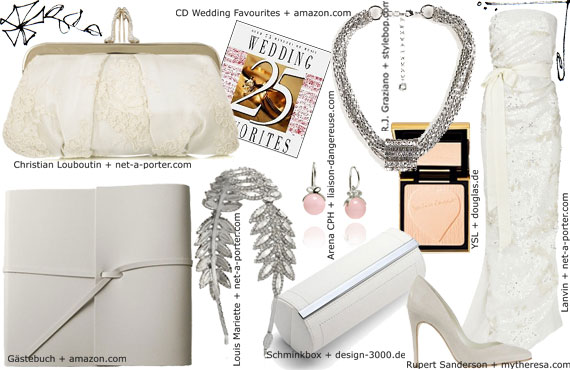 CD Wedding Favourites + amazon.com
WEDDING
25
FAVORITES
R.J. Graziano + stylebop.com
Christian Louboutin + net-a-porter.com
Arena CPH + liaison-dangereuse.com
YSL + douglas.de
Lanvin + net-a-porter.com
Louis Mariette + net-a-porter.com
Gästebuch + amazon.com
Schminkbox + design-3000.de
Rupert Sanderson + mytheresa.com